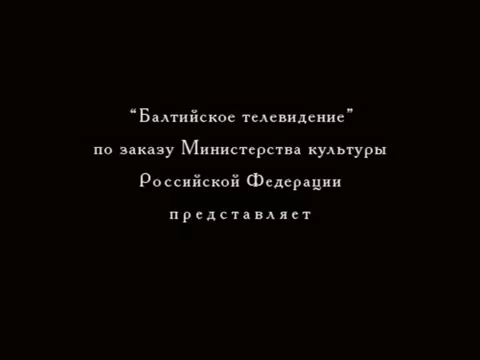 “Балтийское телевидение”
по заказу Министерства культуры
Российской Федерации
представляет